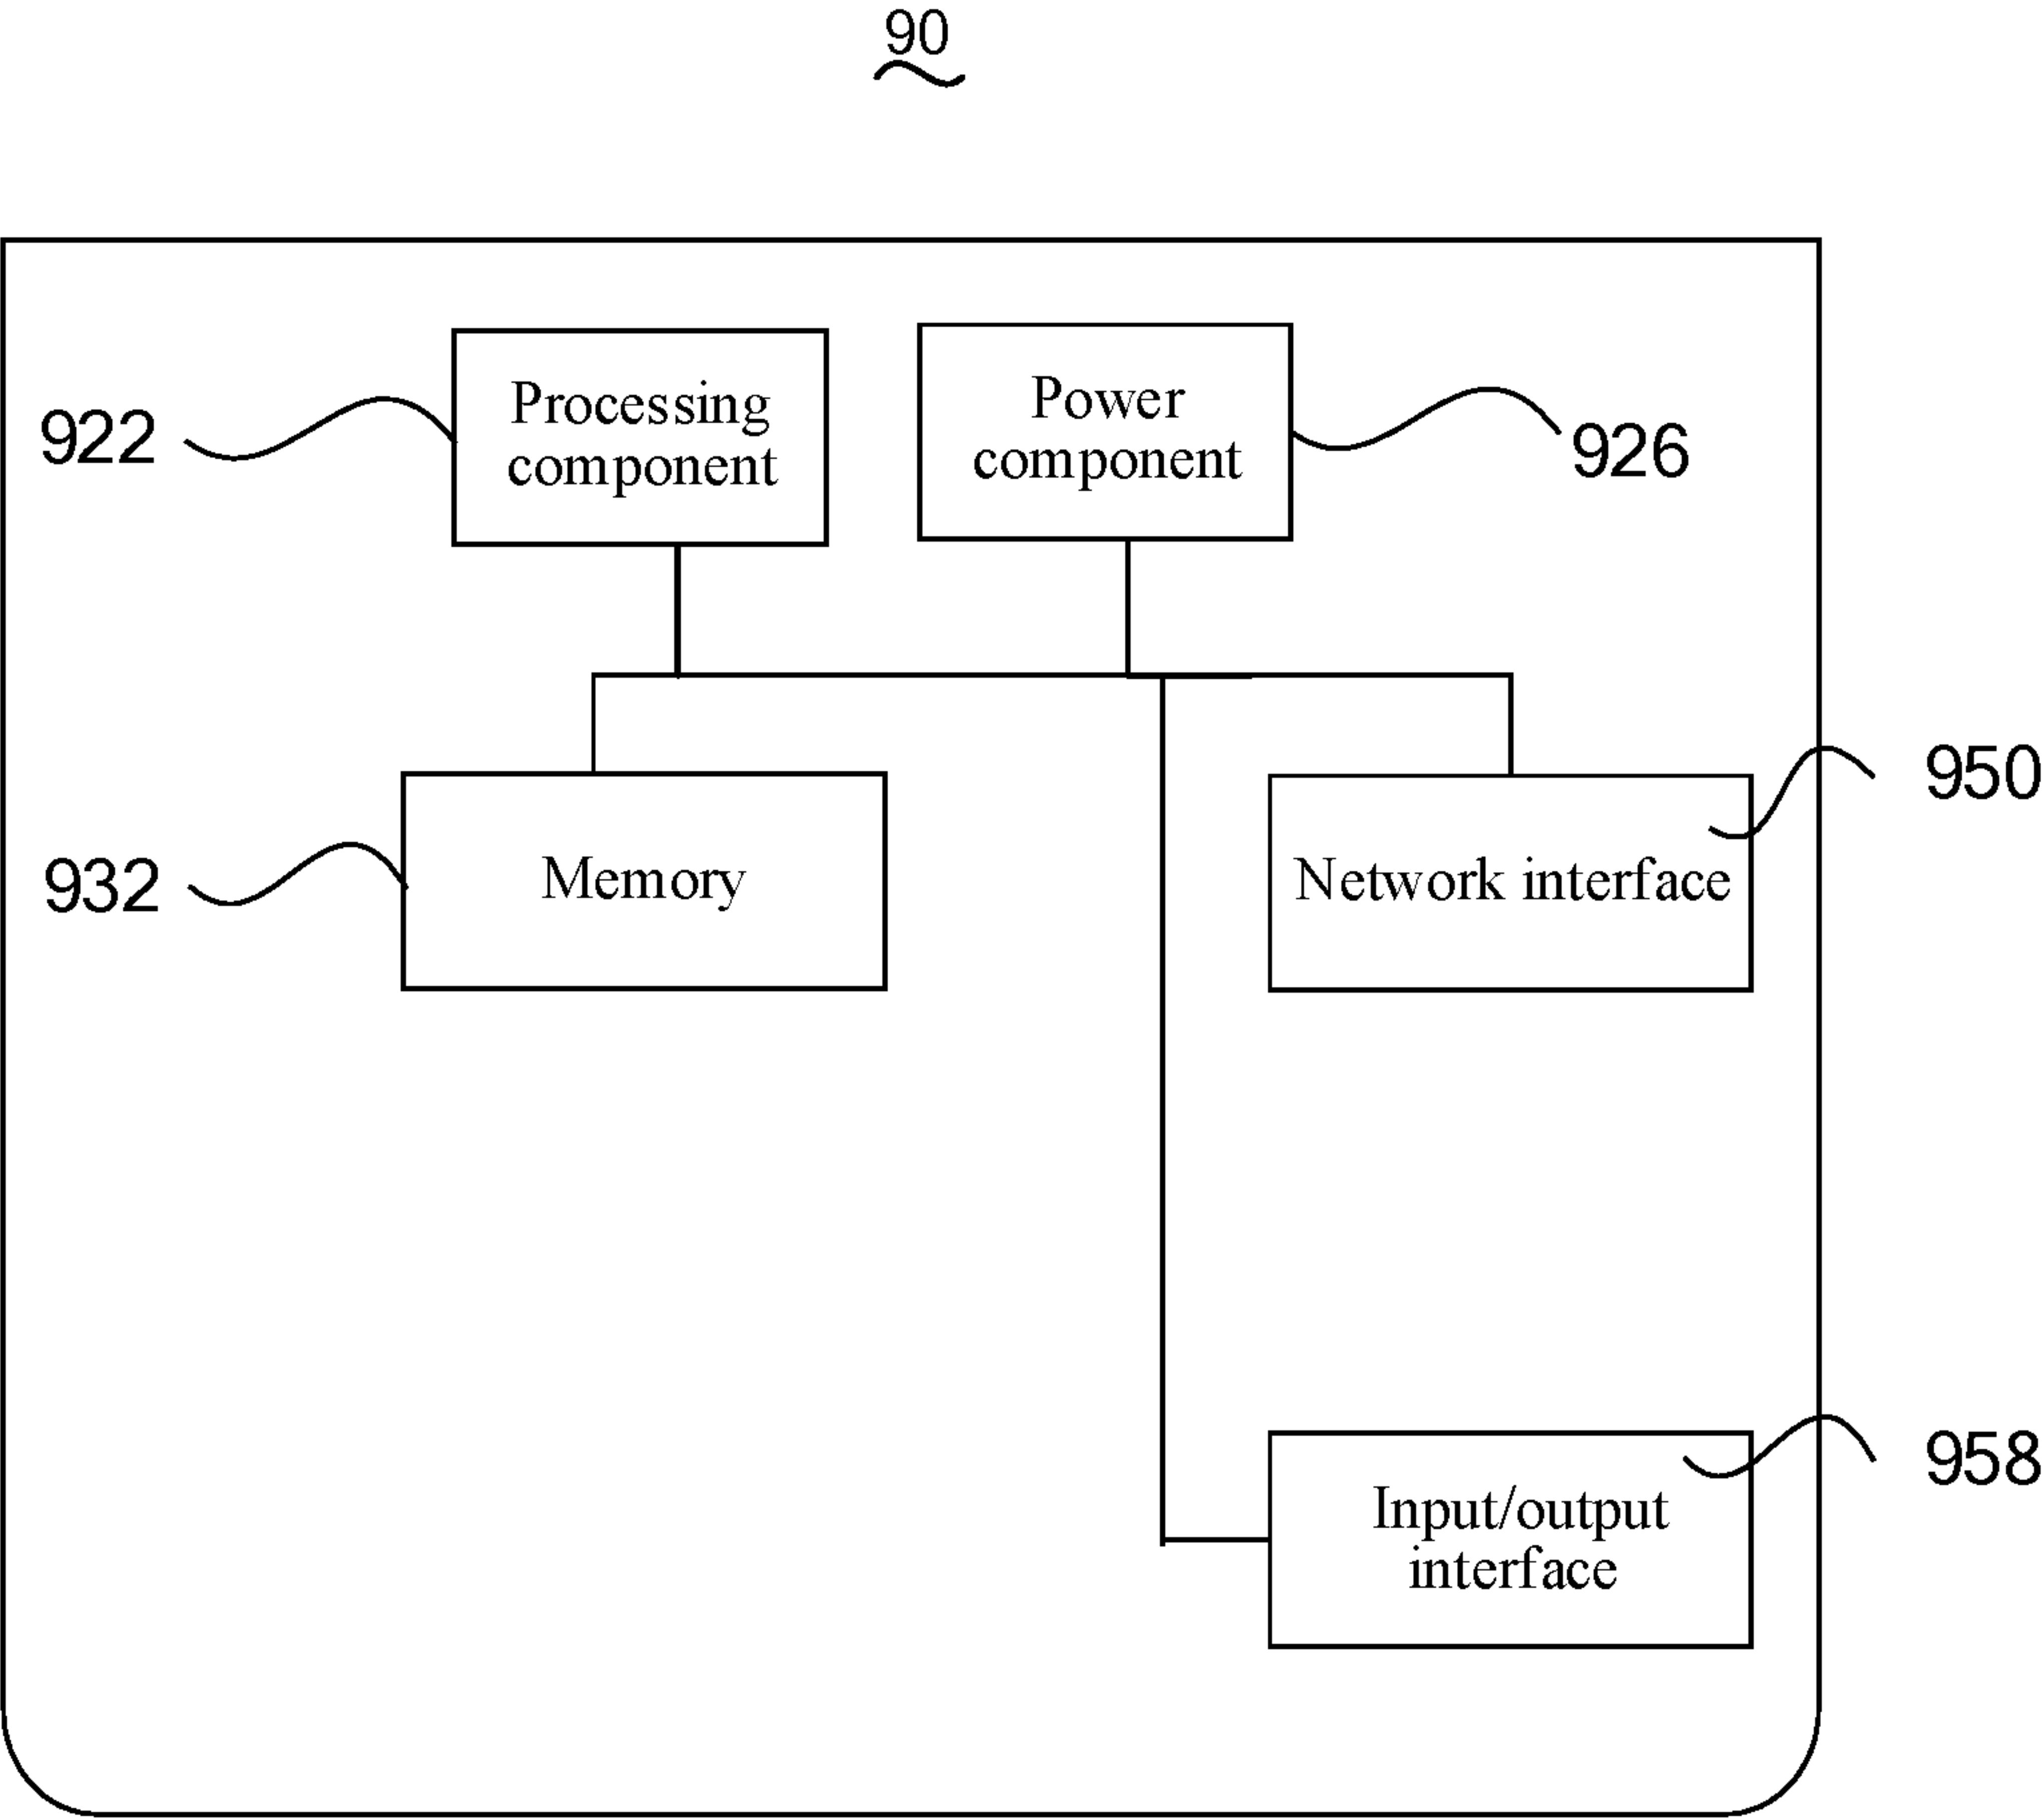 90
922
Processing
component
Power
component
926
932
Memory
Network interface
950
Input/output
interface
958